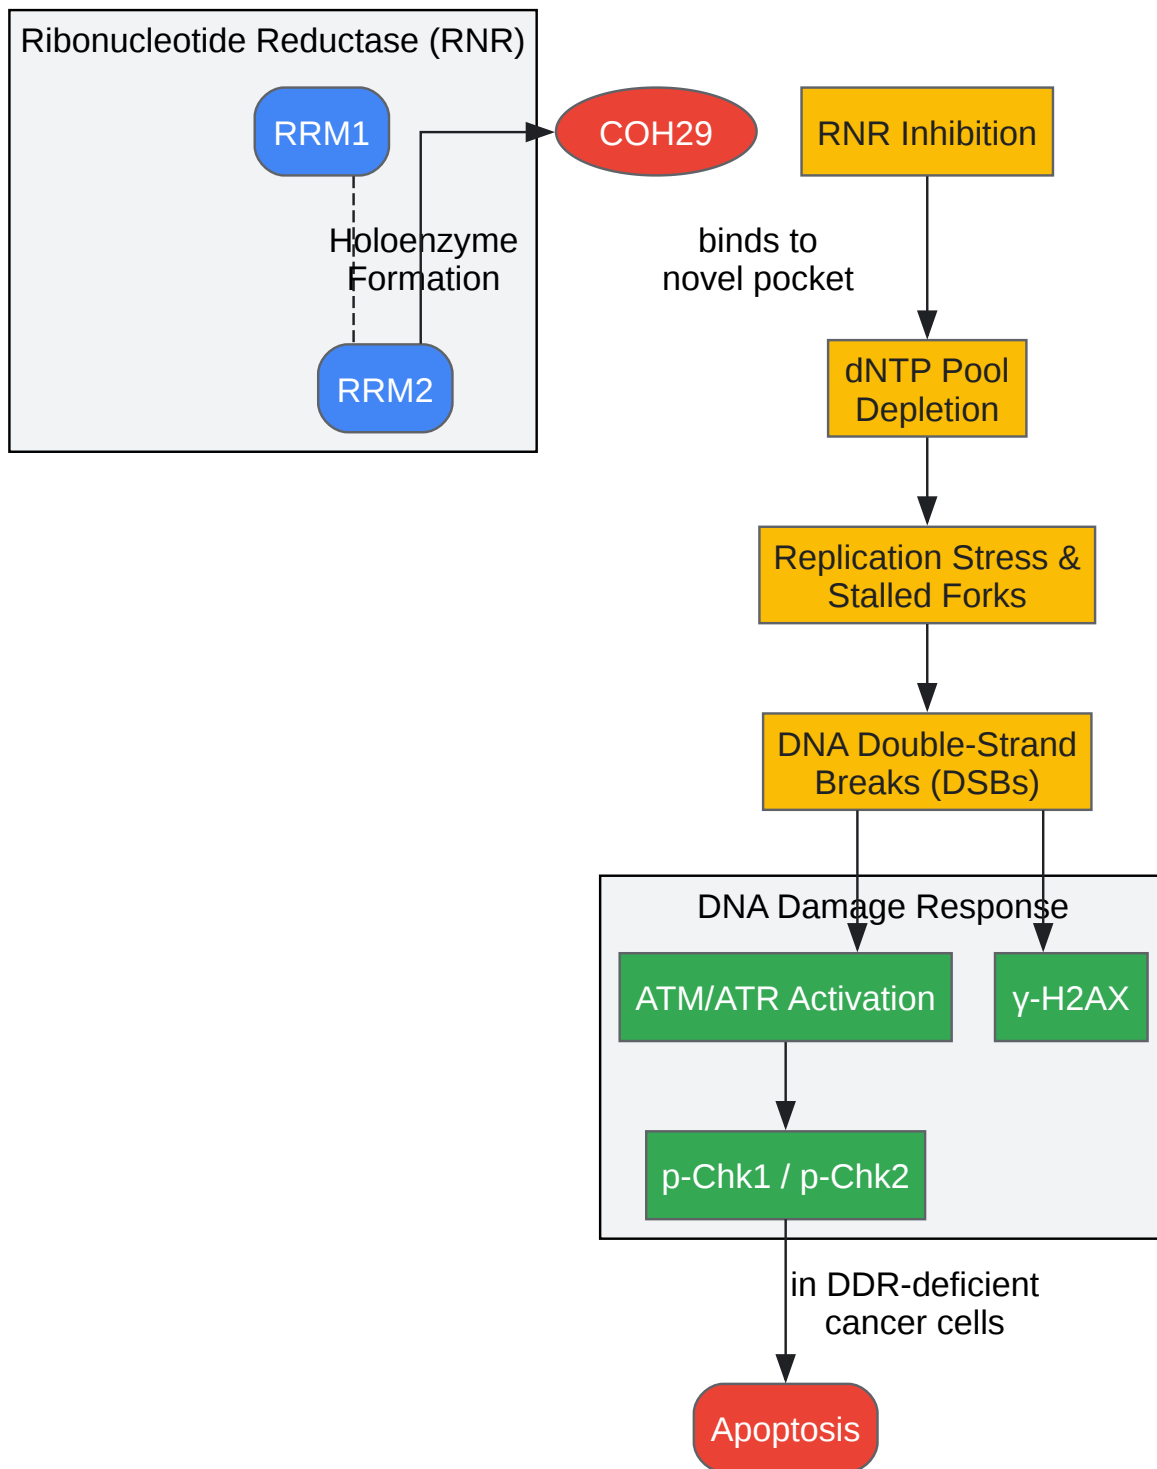 Ribonucleotide Reductase (RNR)
RRM1
COH29
RNR Inhibition
Holoenzyme
Formation
binds to
novel pocket
RRM2
dNTP Pool
Depletion
Replication Stress &
Stalled Forks
DNA Double-Strand
Breaks (DSBs)
DNA Damage Response
ATM/ATR Activation
γ-H2AX
p-Chk1 / p-Chk2
in DDR-deficient
cancer cells
Apoptosis